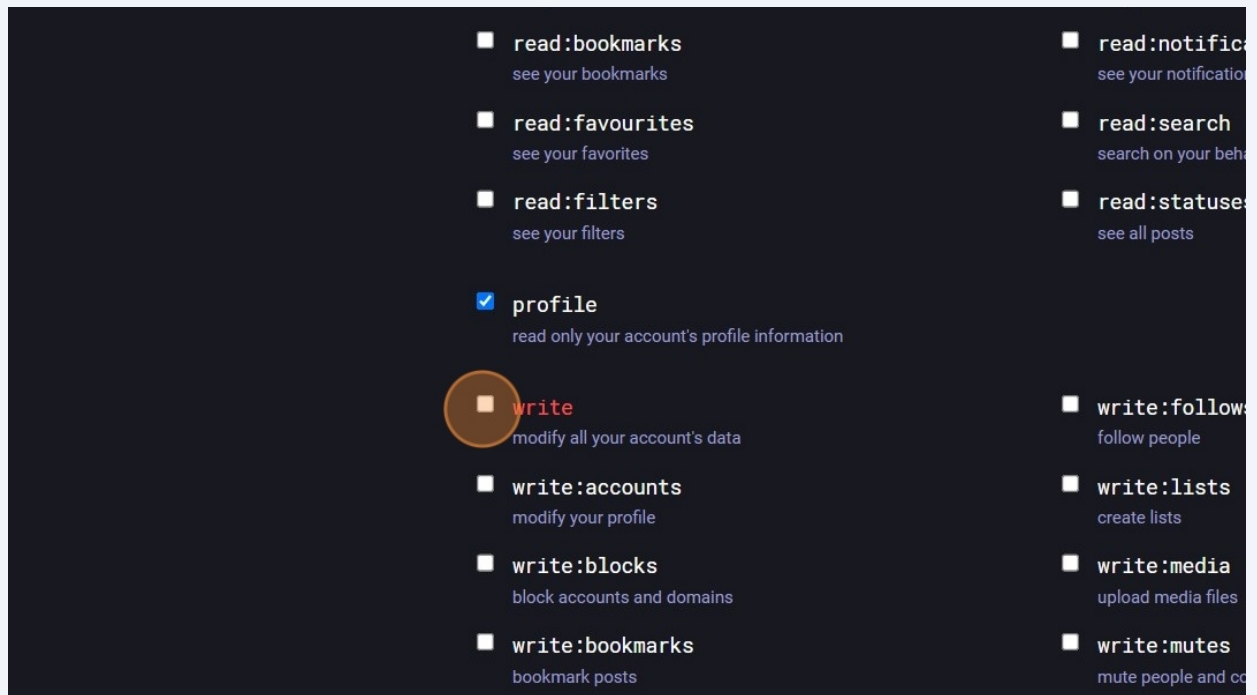 read:bookmarks
see your bookmarks
read:favourites
see your favorites
read:filters
see your filters
profile
read only your account's profile information
write
modify all your account's data
write:accounts
modify your profile
write:blocks
block accounts and domains
write:bookmarks
bookmark posts
see your
read:search
search on your
see all posts
follow people
write:lists
create lists
write:media
upload media files
write:mutes
mute people and